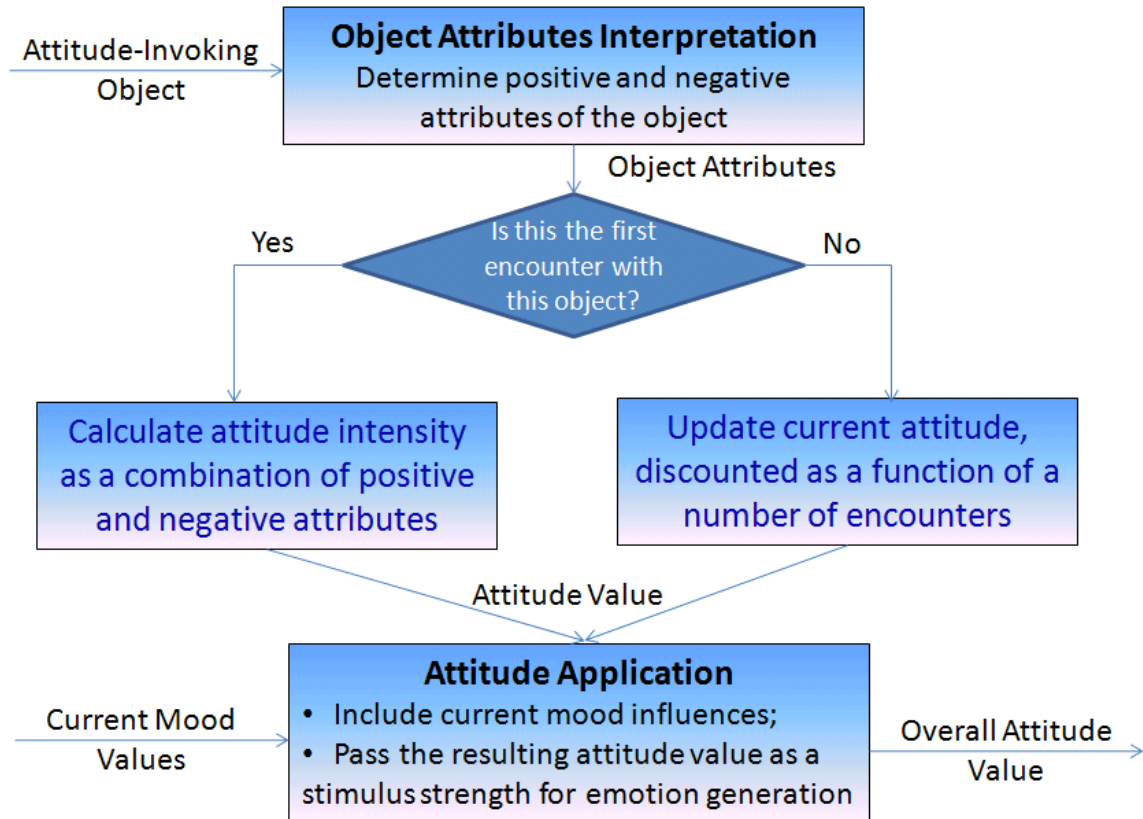 Attitude-Invoking
Object
Object Attributes Interpretation
Determine positive and negative
attributes of the object
Object Attributes
Is this the first
encounter with
this object?
Yes
No
Calculate attitude intensity
as a combination of positive
and negative attributes
Update current attitude,
discounted as a function of a
number of encounters
Attitude Value
Current Mood
Values
Attitude Application
• Include current mood influences;
• Pass the resulting attitude value as a
stimulus strength for emotion generation
Overall Attitude
Value